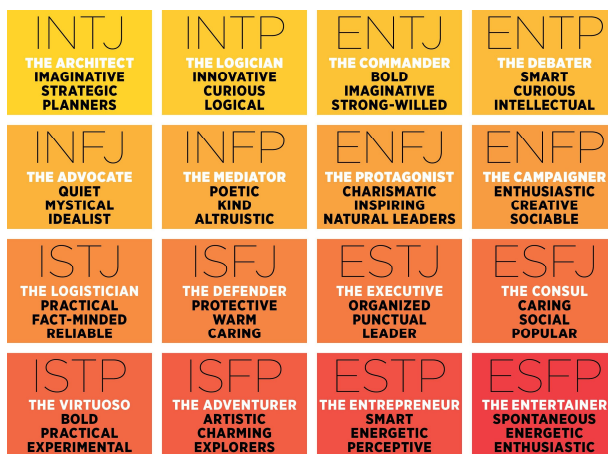 INTJ
THE ARCHITECT
IMAGINATIVE
STRATEGIC
PLANNERS
INTP
THE LOGICIAN
INNOVATIVE
CURIOUS
LOGICAL
ENTJ
THE COMMANDER
BOLD
IMAGINATIVE
STRONG-WILLED
ENTP
THE DEBATER
SMART
CURIOUS
INTELLECTUAL
INFJ
THE ADVOCATE
QUIET
MYSTICAL
IDEALIST
INFP
THE MEDIATOR
POETIC
KIND
ALTRUISTIC
ENFJ
THE PROTAGONIST
CHARISMATIC
INSPIRING
NATURAL LEADERS
ENFP
THE CAMPAIGNER
ENTHUSIASTIC
CREATIVE
SOCIABLE
ISTJ
THE LOGISTICIAN
PRACTICAL
FACT-MINDED
RELIABLE
ISFJ
THE DEFENDER
PROTECTIVE
WARM
CARING
ESTJ
THE EXECUTIVE
ORGANIZED
PUNCTUAL
LEADER
ESFJ
THE CONSUL
CARING
SOCIAL
POPULAR
ISTP
THE VIRTUOSO
BOLD
PRACTICAL
EXPERIMENTAL
ISFP
THE ADVENTURER
ARTISTIC
CHARMING
EXPLORERS
ESTP
THE ENTREPRENEUR
SMART
ENERGETIC
PERCEPTIVE
ESFP
THE ENTERTAINER
SPONTANEOUS
ENERGETIC
ENTHUSIASTIC